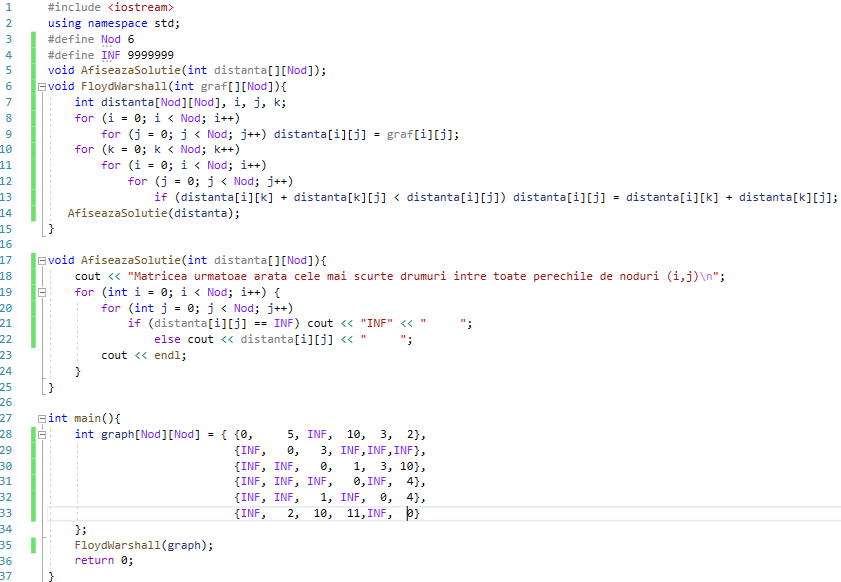 1 #include <iostream>
2 using namespace std;
3 #define Nod 6
4 #define INF 9999999
5 void AfiseazaSolutie(int distanta[][Nod]);
6 void FloydWarshall(int graf[][Nod]){
7 int distanta[Nod][Nod], i, j, k;
8 for (i = 0; i < Nod; i++)
9 for (j = 0; j < Nod; j++) distanta[i][j] = graf[i][j];
10 for (k = 0; k < Nod; k++)
11 for (i = 0; i < Nod; i++)
12 for (j = 0; j < Nod; j++)
13 if (distanta[i][k] + distanta[k][j] < distanta[i][j]) distanta[i][j] = distanta[i][k] + distanta[k][j];
14 AfiseazaSolutie(distanta);
15 }
16
17 void AfiseazaSolutie(int distanta[][Nod]){
18 cout << "Matricea urmatoae arata cele mai scurte drumuri intre toate perechile de noduri (i,j)\n";
19 for (int i = 0; i < Nod; i++) {
20 for (int j = 0; j < Nod; j++)
21 if (distanta[i][j] == INF) cout << "INF" << "     ";
22 else cout << distanta[i][j] << "     ";
23 cout << endl;
24 }
25 }
26
27 int main(){
28 int graph[Nod][Nod] = { {0,     5, INF,  10,  3,  2},
29 {INF,   0,   3, INF,INF,INF},
30 {INF, INF,   0,   1,  3, 10},
31 {INF, INF, INF,   0,INF,  4},
32 {INF, INF,   1, INF,  0,  4},
33 {INF,   2,  10,  11,INF,  0}
34 };
35 FloydWarshall(graph);
36 return 0;
37 }